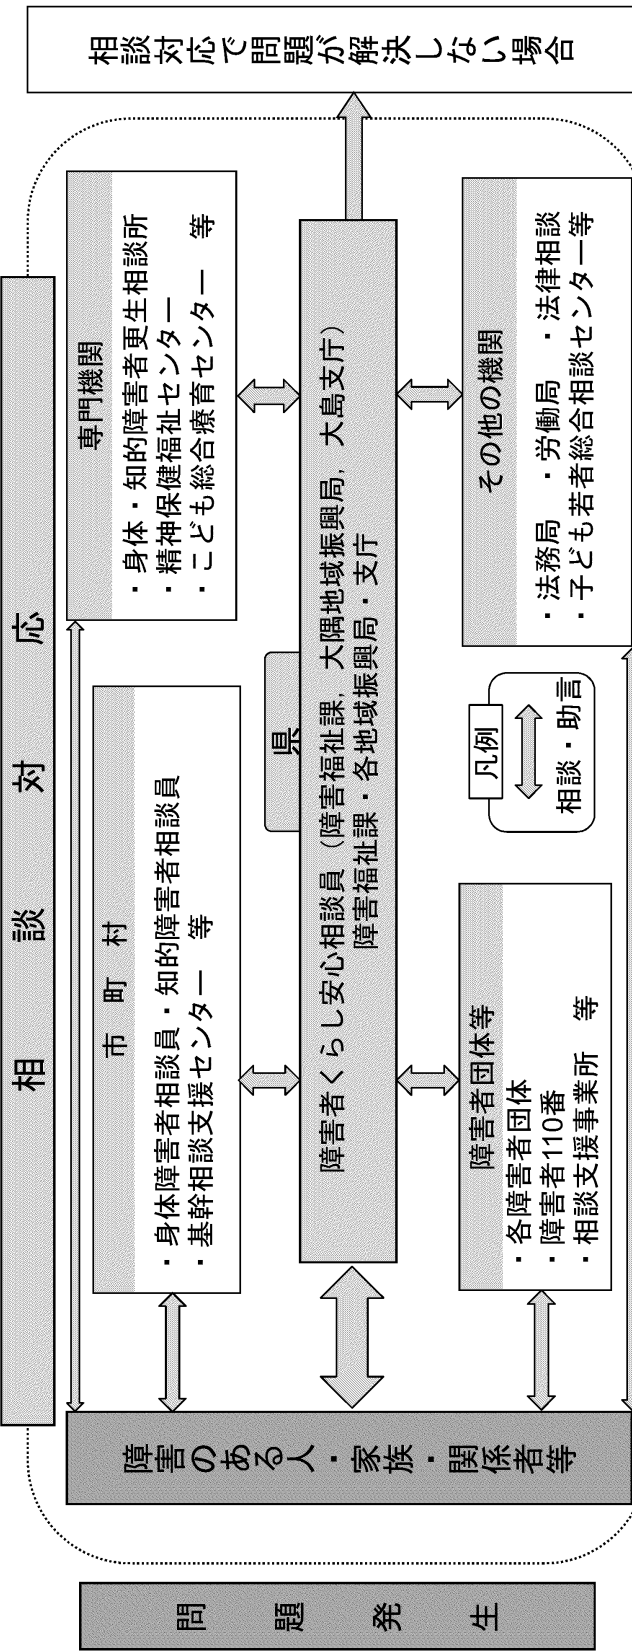 相談対応
問題発生
障害のある人・家族・関係者等
市町村
・身体障害者相談員・知的障害者相談員
・基幹相談支援センター　等
専門機関
・身体・知的障害者更生相談所
・精神保健福祉センター
・こども総合療育センター　等
県
障害者くらし安心相談員（障害福祉課，大隅地域振興局，大島支庁）
障害福祉課・各地域振興局・支庁
障害者団体等
・各障害者団体
・障害者110番
・相談支援事業所　等
凡例
相談・助言
その他の機関
・法務局　・労働局　・法律相談
・子ども若者総合相談センター等
相談対応で問題が解決しない場合